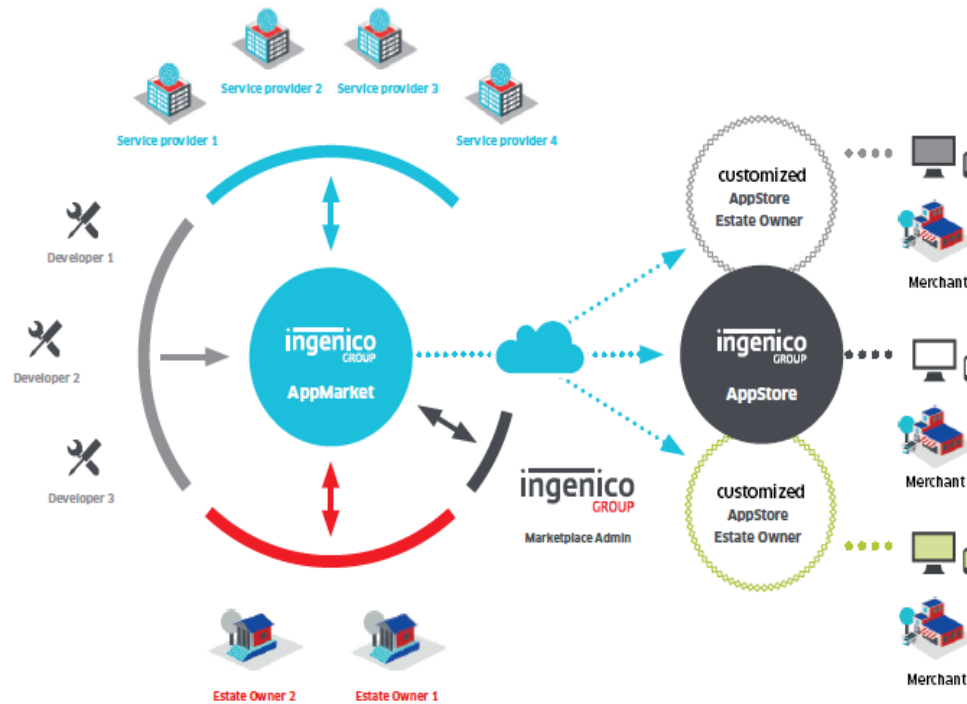 Service provider 2
Service provider 3
Service provider 1
Service provider 4
customized
AppStore
Estate Owner
Developer 1
Merchant
ingenico
GROUP
AppMarket
ingenico
GROUP
AppStore
Developer 2
Merchant
Developer 3
ingenico
GROUP
Marketplace Admin
customized
AppStore
Estate Owner
Merchant
Estate Owner 2
Estate Owner 1